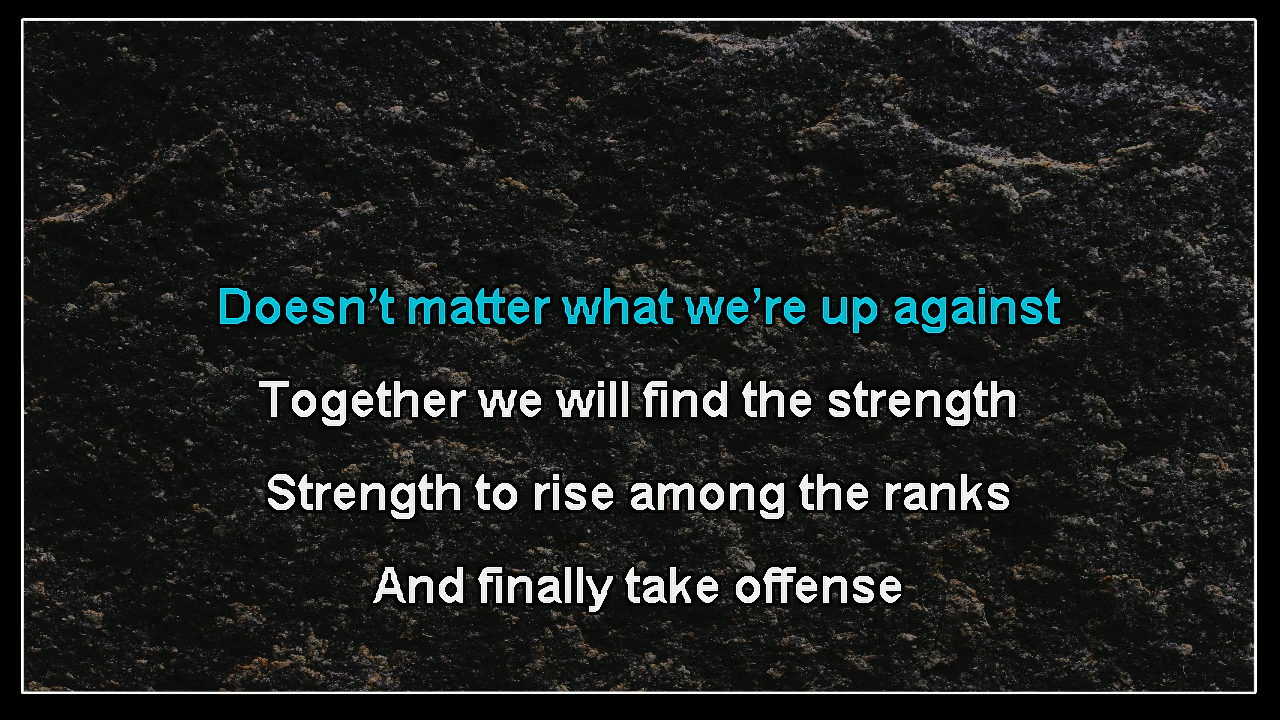 Doesn’t matter what we’re up against
Together we will find the strength
Strength to rise among the ranks
And finally take offense